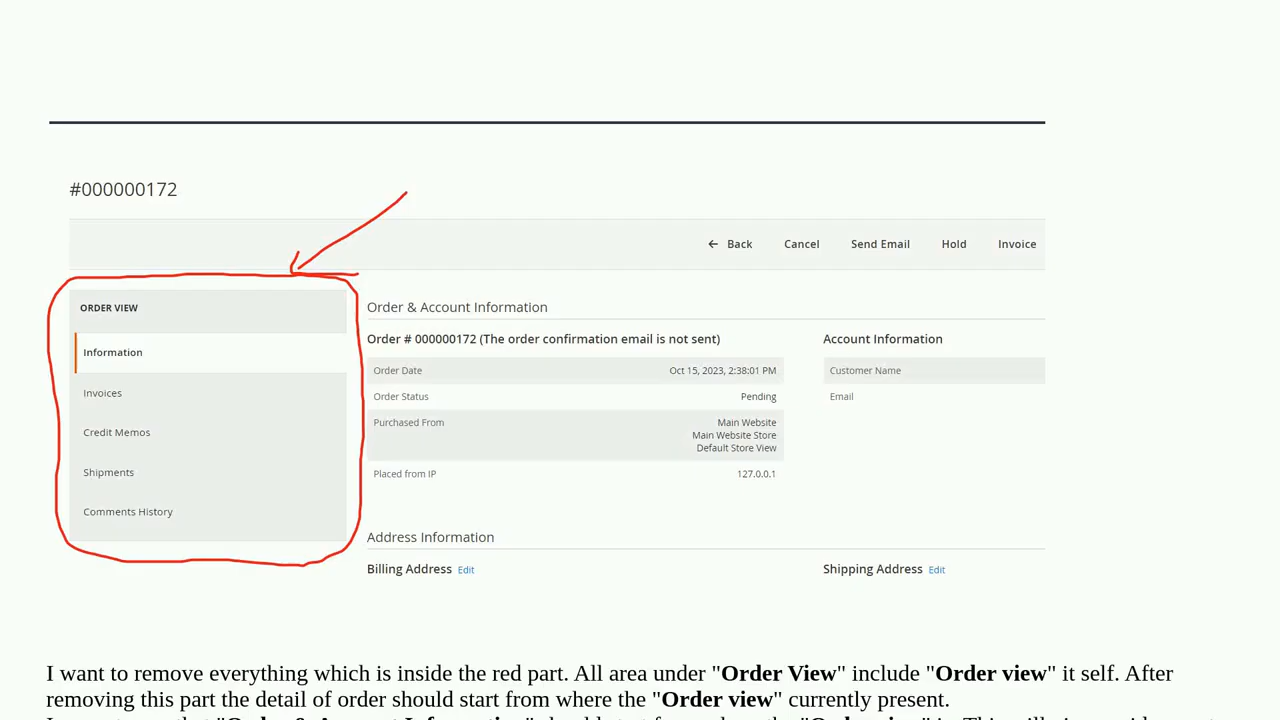 #000000172
Back Cancel Send Email Hold Invoice
ORDER VIEW
Information
Invoices
Credit Memos
Shipments
Comments History
Order & Account Information
Order # 000000172 (The order confirmation email is not sent)
Order Date Oct 15, 2023, 2:38:01 PM
Order Status Pending
Purchased From Main Website
Main Website Store
Default Store View
Placed from IP 127.0.0.1
Account Information
Customer Name
Email
Address Information
Billing Address Edit
Shipping Address Edit
I want to remove everything which is inside the red part. All area under "Order View" include "Order view" it self. After
removing this part the detail of order should start from where the "Order view" currently present.